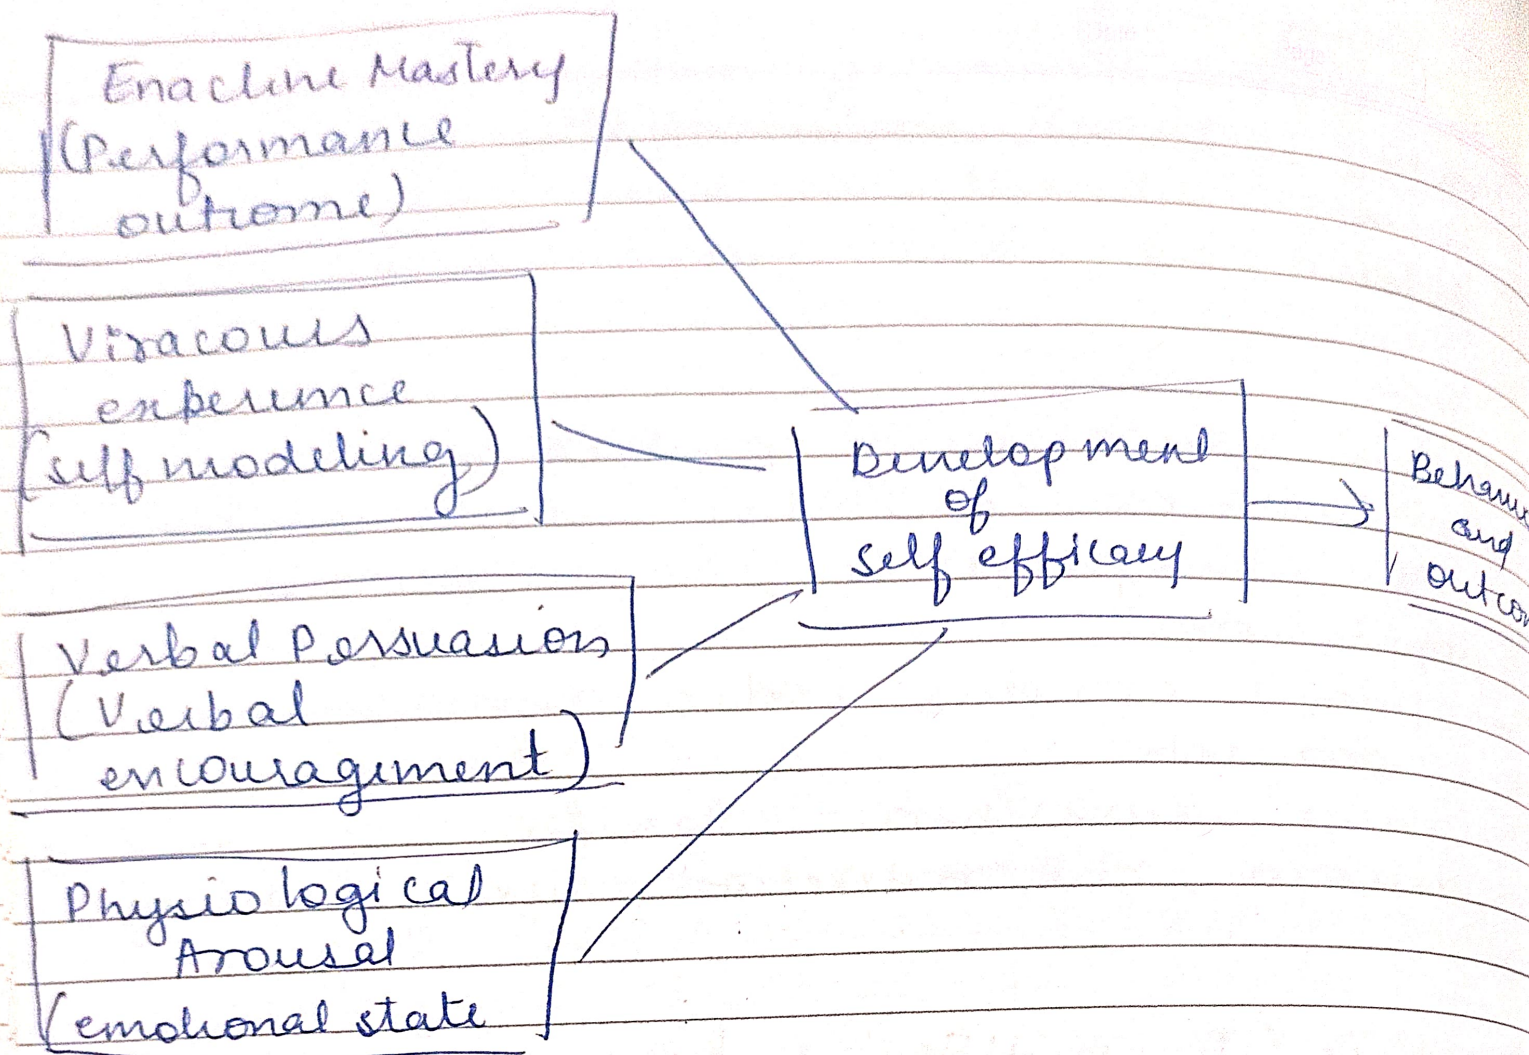 Enactive Mastery
(Performance
outcome)
Viracous
experience
(self modeling)
Verbal Persuasion
(Verbal
encouragement)
Physiological
Arousal
(emotional state
Development
of
self efficacy
Behaviou
and
outco